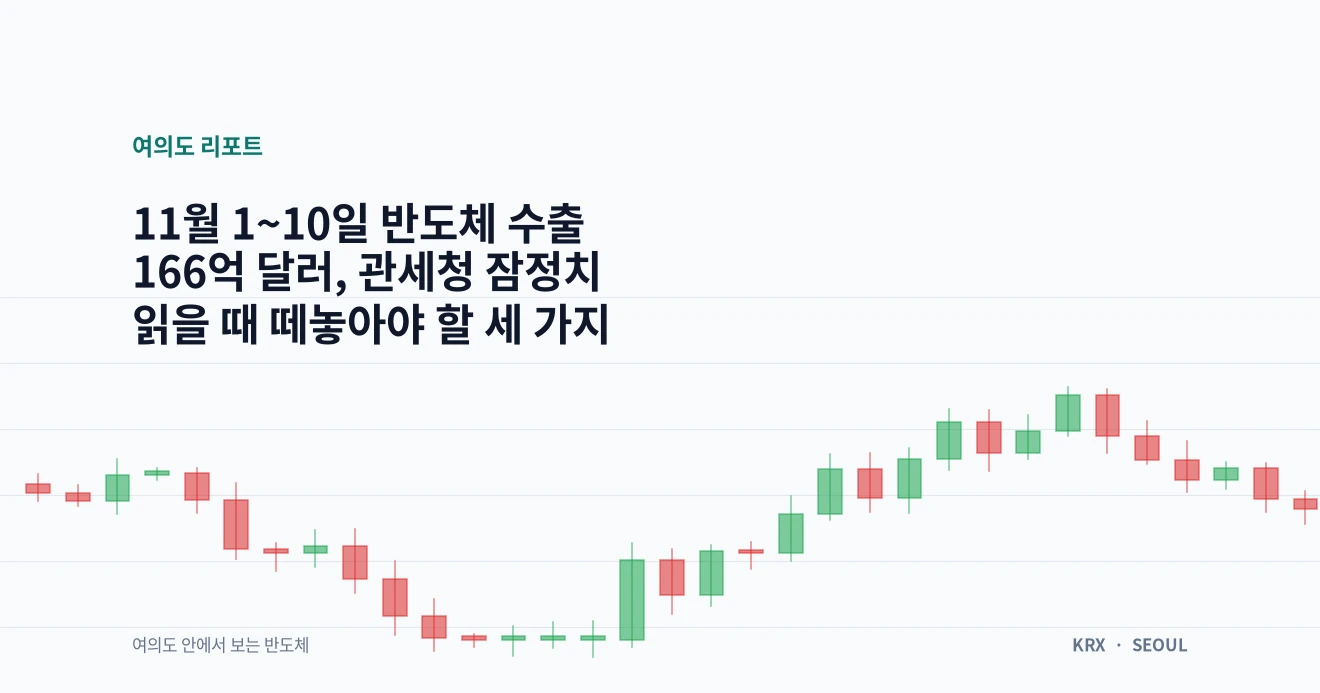 여의도 리포트
11월 1~10일 반도체 수출
166억 달러, 관세청 잠정치
읽을 때 떼놓아야 할 세 가지
여의도 안에서 보는 반도체
KRX · SEOUL